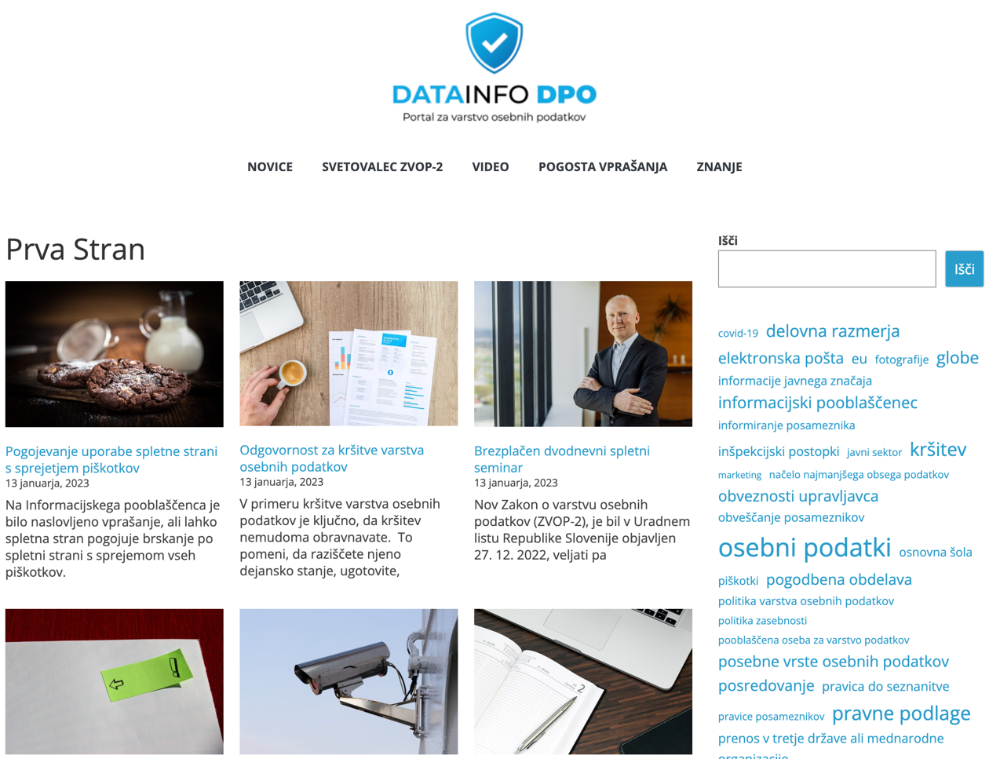 DATAINFO DPO
Portal za varstvo osebnih podatkov
NOVICE SVETOVALEC ZVOP-2 VIDEO POGOSTA VPRAŠANJA ZNANJE
Prva Stran
Pogojevanje uporabe spletne strani
s sprejetjem piškotkov
13 januarja, 2023
Na Informacijskega pooblaščenca je
bilo naslovljeno vprašanje, ali lahko
spletna stran pogojuje brskanje po
spletni strani s sprejemom vseh
piškotkov.
Odgovornost za kršitve varstva
osebnih podatkov
13 januarja, 2023
V primeru kršitve varstva osebnih
podatkov je ključno, da kršitev
nemudoma obravnavate. To
pomeni, da raziščete njeno
dejansko stanje, ugotovite,
Brezplačen dvodnevni spletni
seminar
13 januarja, 2023
Nov Zakon o varstvu osebnih
podatkov (ZVOP-2), je bil v Uradnem
listu Republike Slovenije objavljen
27. 12. 2022, veljati pa
2
Išči
Išči
covid-19 delovna razmerja
elektronska pošta eu fotografije globe
informacije javnega značaja
informacijski pooblaščenec
informiranje posameznika
inšpekcijski postopki javni sektor kršitev
marketing načelo najmanjšega obsega podatkov
obveznosti upravljavca
obveščanje posameznikov
osebni podatki osnovna šola
piškotki pogodbena obdelava
politika varstva osebnih podatkov
politika zasebnosti
pooblaščena oseba za varstvo podatkov
posebne vrste osebnih podatkov
posredovanje pravica do seznanitve
pravice posameznikov pravne podlage
prenos v tretje države ali mednarodne
organizacije